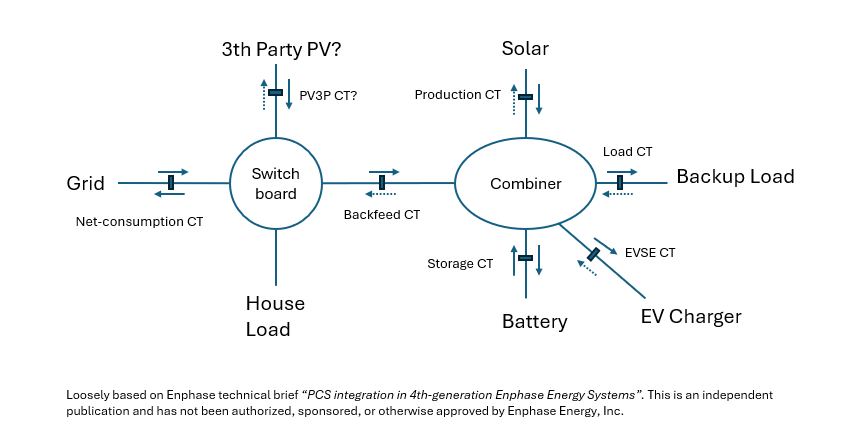 3th Party PV?
Solar
PV3P CT?
Production CT
Load CT
Grid
Switch
board
Combiner
Backup Load
Net-consumption CT
Backfeed CT
Storage CT
EVSE CT
House
Load
Battery
EV Charger
Loosely based on Enphase technical brief “PCS integration in 4th-generation Enphase Energy Systems”. This is an independent
publication and has not been authorized, sponsored, or otherwise approved by Enphase Energy, Inc.